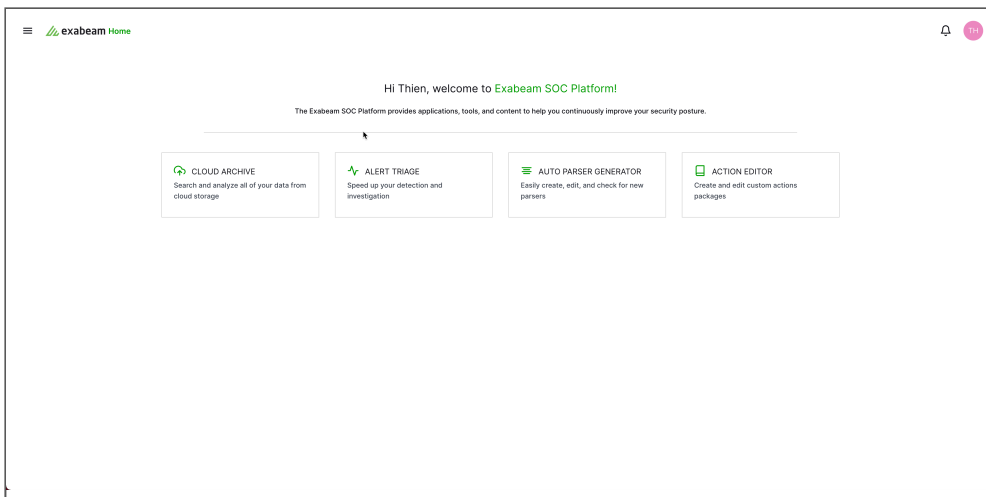 exabeam Home
TH
Hi Thien, welcome to Exabeam SOC Platform!
The Exabeam SOC Platform provides applications, tools, and content to help you continuously improve your security posture.
CLOUD ARCHIVE
Search and analyze all of your data from
cloud storage
ALERT TRIAGE
Speed up your detection and
investigation
AUTO PARSER GENERATOR
Easily create, edit, and check for new
parsers
ACTION EDITOR
Create and edit custom actions
packages